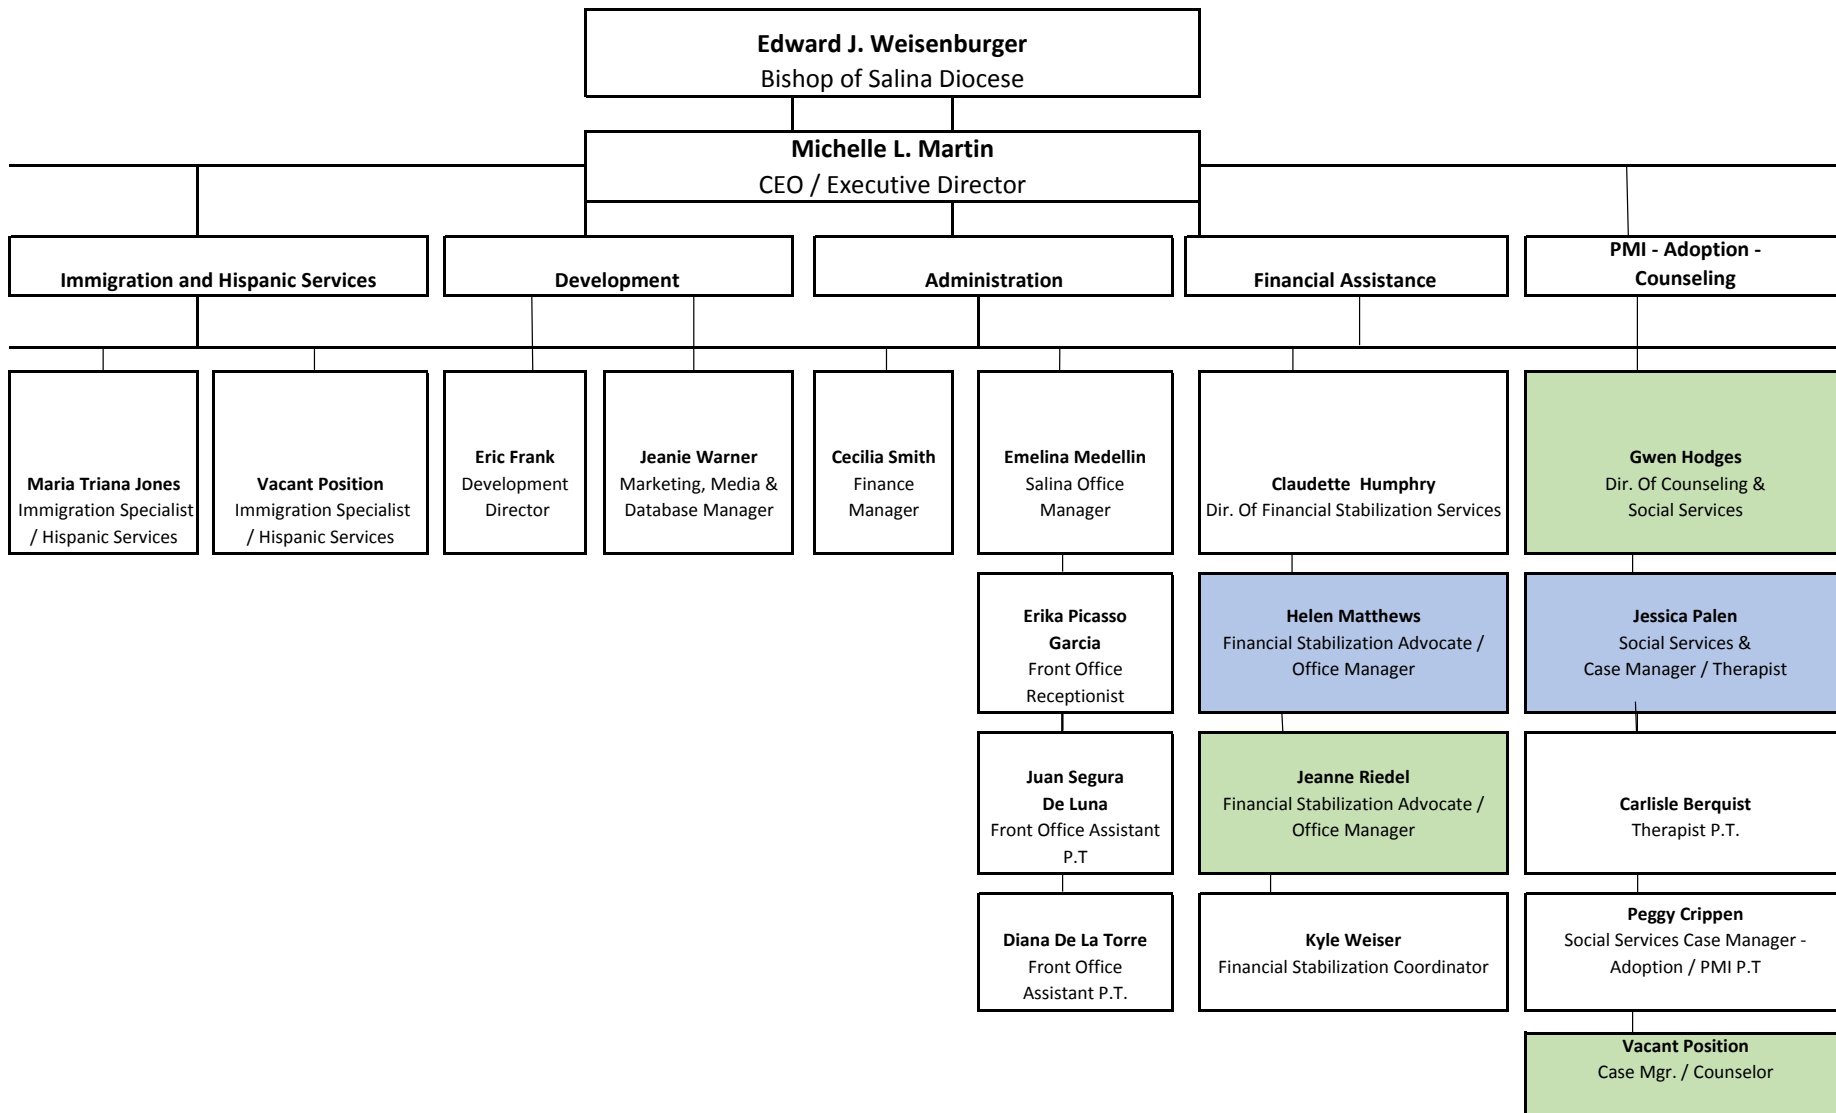 Edward J. Weisenburger
Bishop of Salina Diocese
Michelle L. Martin
CEO / Executive Director
Immigration and Hispanic Services
Development
Administration
Financial Assistance
PMI - Adoption -
Counseling
Maria Triana Jones
Immigration Specialist
/ Hispanic Services
Vacant Position
Immigration Specialist
/ Hispanic Services
Eric Frank
Development
Director
Jeanie Warner
Marketing, Media &
Database Manager
Cecilia Smith
Finance
Manager
Emelina Medellin
Salina Office
Manager
Claudette Humphry
Dir. Of Financial Stabilization Services
Gwen Hodges
Dir. Of Counseling &
Social Services
Erika Picasso
Garcia
Front Office
Receptionist
Helen Matthews
Financial Stabilization Advocate /
Office Manager
Jessica Palen
Social Services &
Case Manager / Therapist
Juan Segura
De Luna
Front Office Assistant
P.T
Jeanne Riedel
Financial Stabilization Advocate /
Office Manager
Carlisle Berquist
Therapist P.T.
Diana De La Torre
Front Office
Assistant P.T.
Kyle Weiser
Financial Stabilization Coordinator
Peggy Crippen
Social Services Case Manager -
Adoption / PMI P.T
Vacant Position
Case Mgr. / Counselor